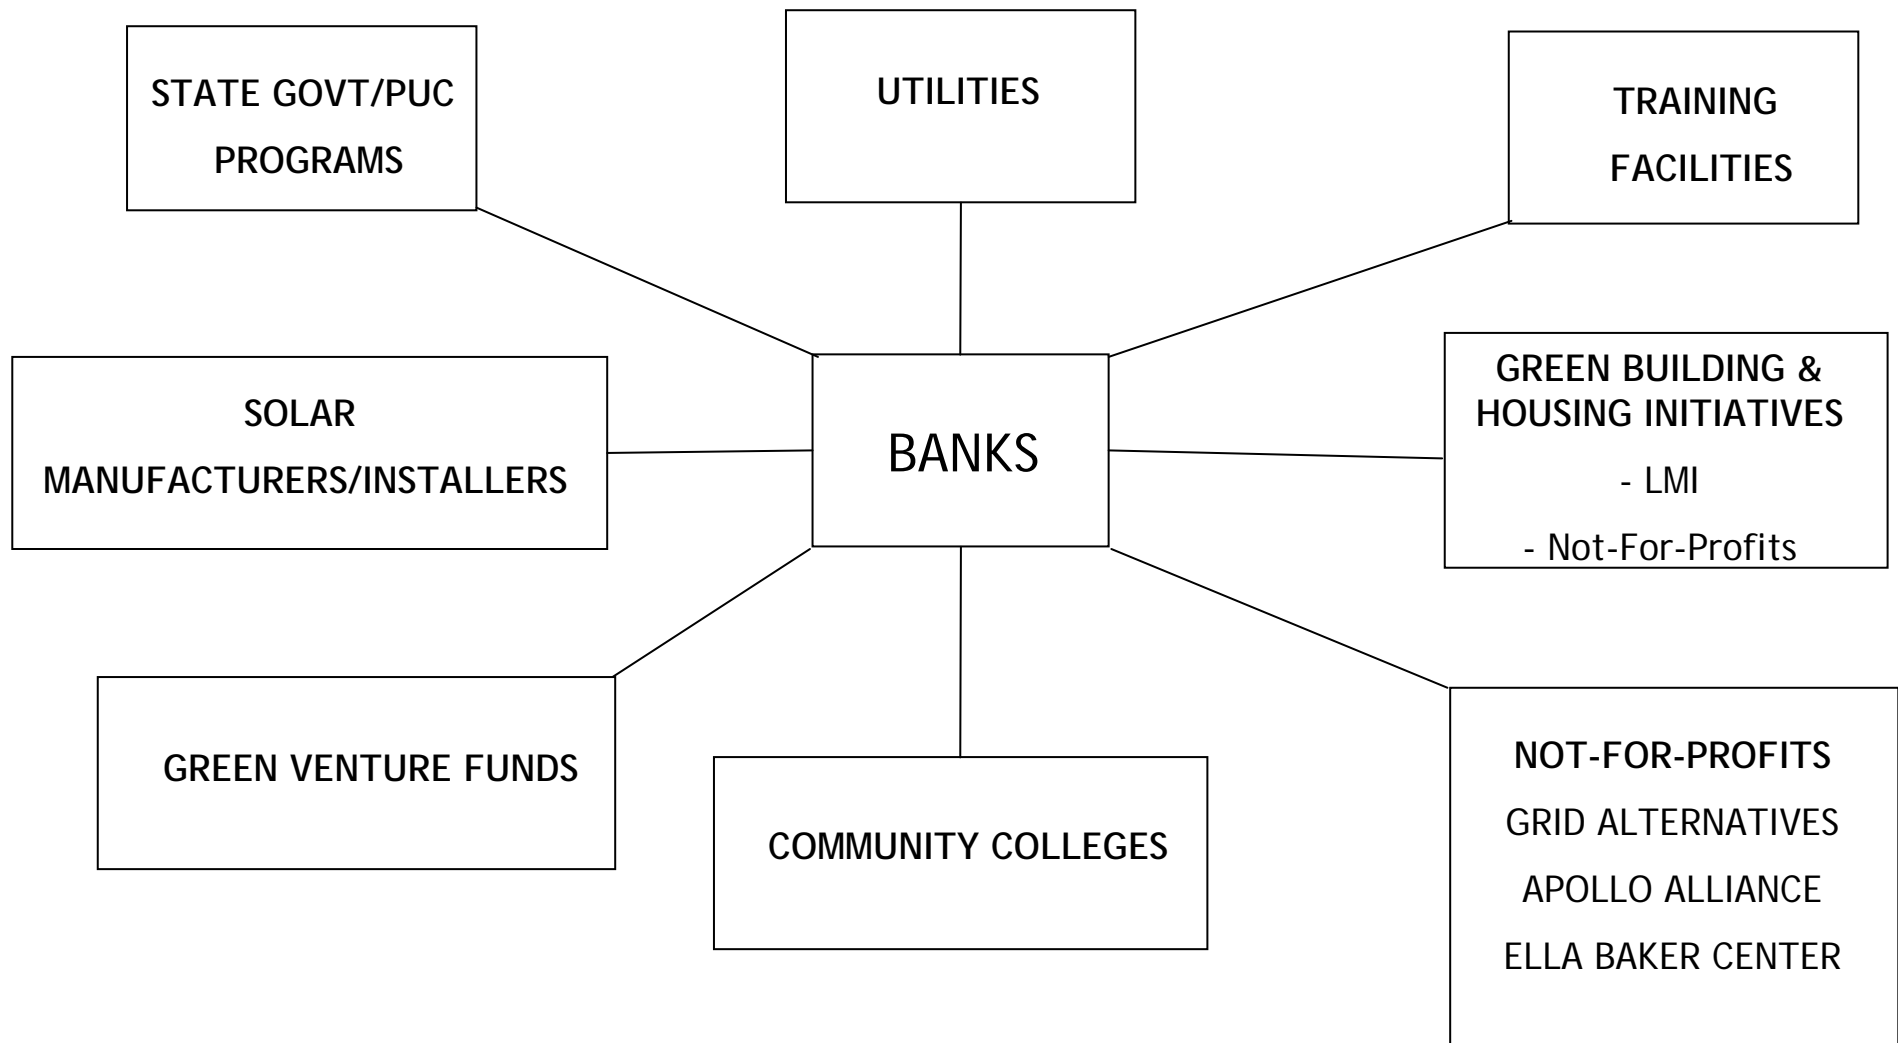 STATE GOVT/PUC
PROGRAMS
UTILITIES
TRAINING
FACILITIES
SOLAR
MANUFACTURERS/INSTALLERS
BANKS
GREEN BUILDING &
HOUSING INITIATIVES
- LMI
- Not-For-Profits
GREEN VENTURE FUNDS
COMMUNITY COLLEGES
NOT-FOR-PROFITS
GRID ALTERNATIVES
APOLLO ALLIANCE
ELLA BAKER CENTER